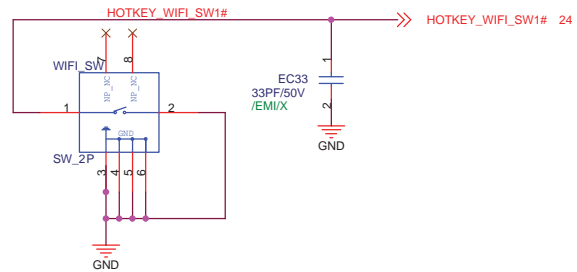 HOTKEY_WIFI_SW1#
HOTKEY_WIFI_SW1# 24
WIFI_SW
7
8
NP_NC
NP_NC
1
2
GND
SW_2P
3
4
5
6
GND
1
EC33
33PF/50V
/EMI/X
2
GND